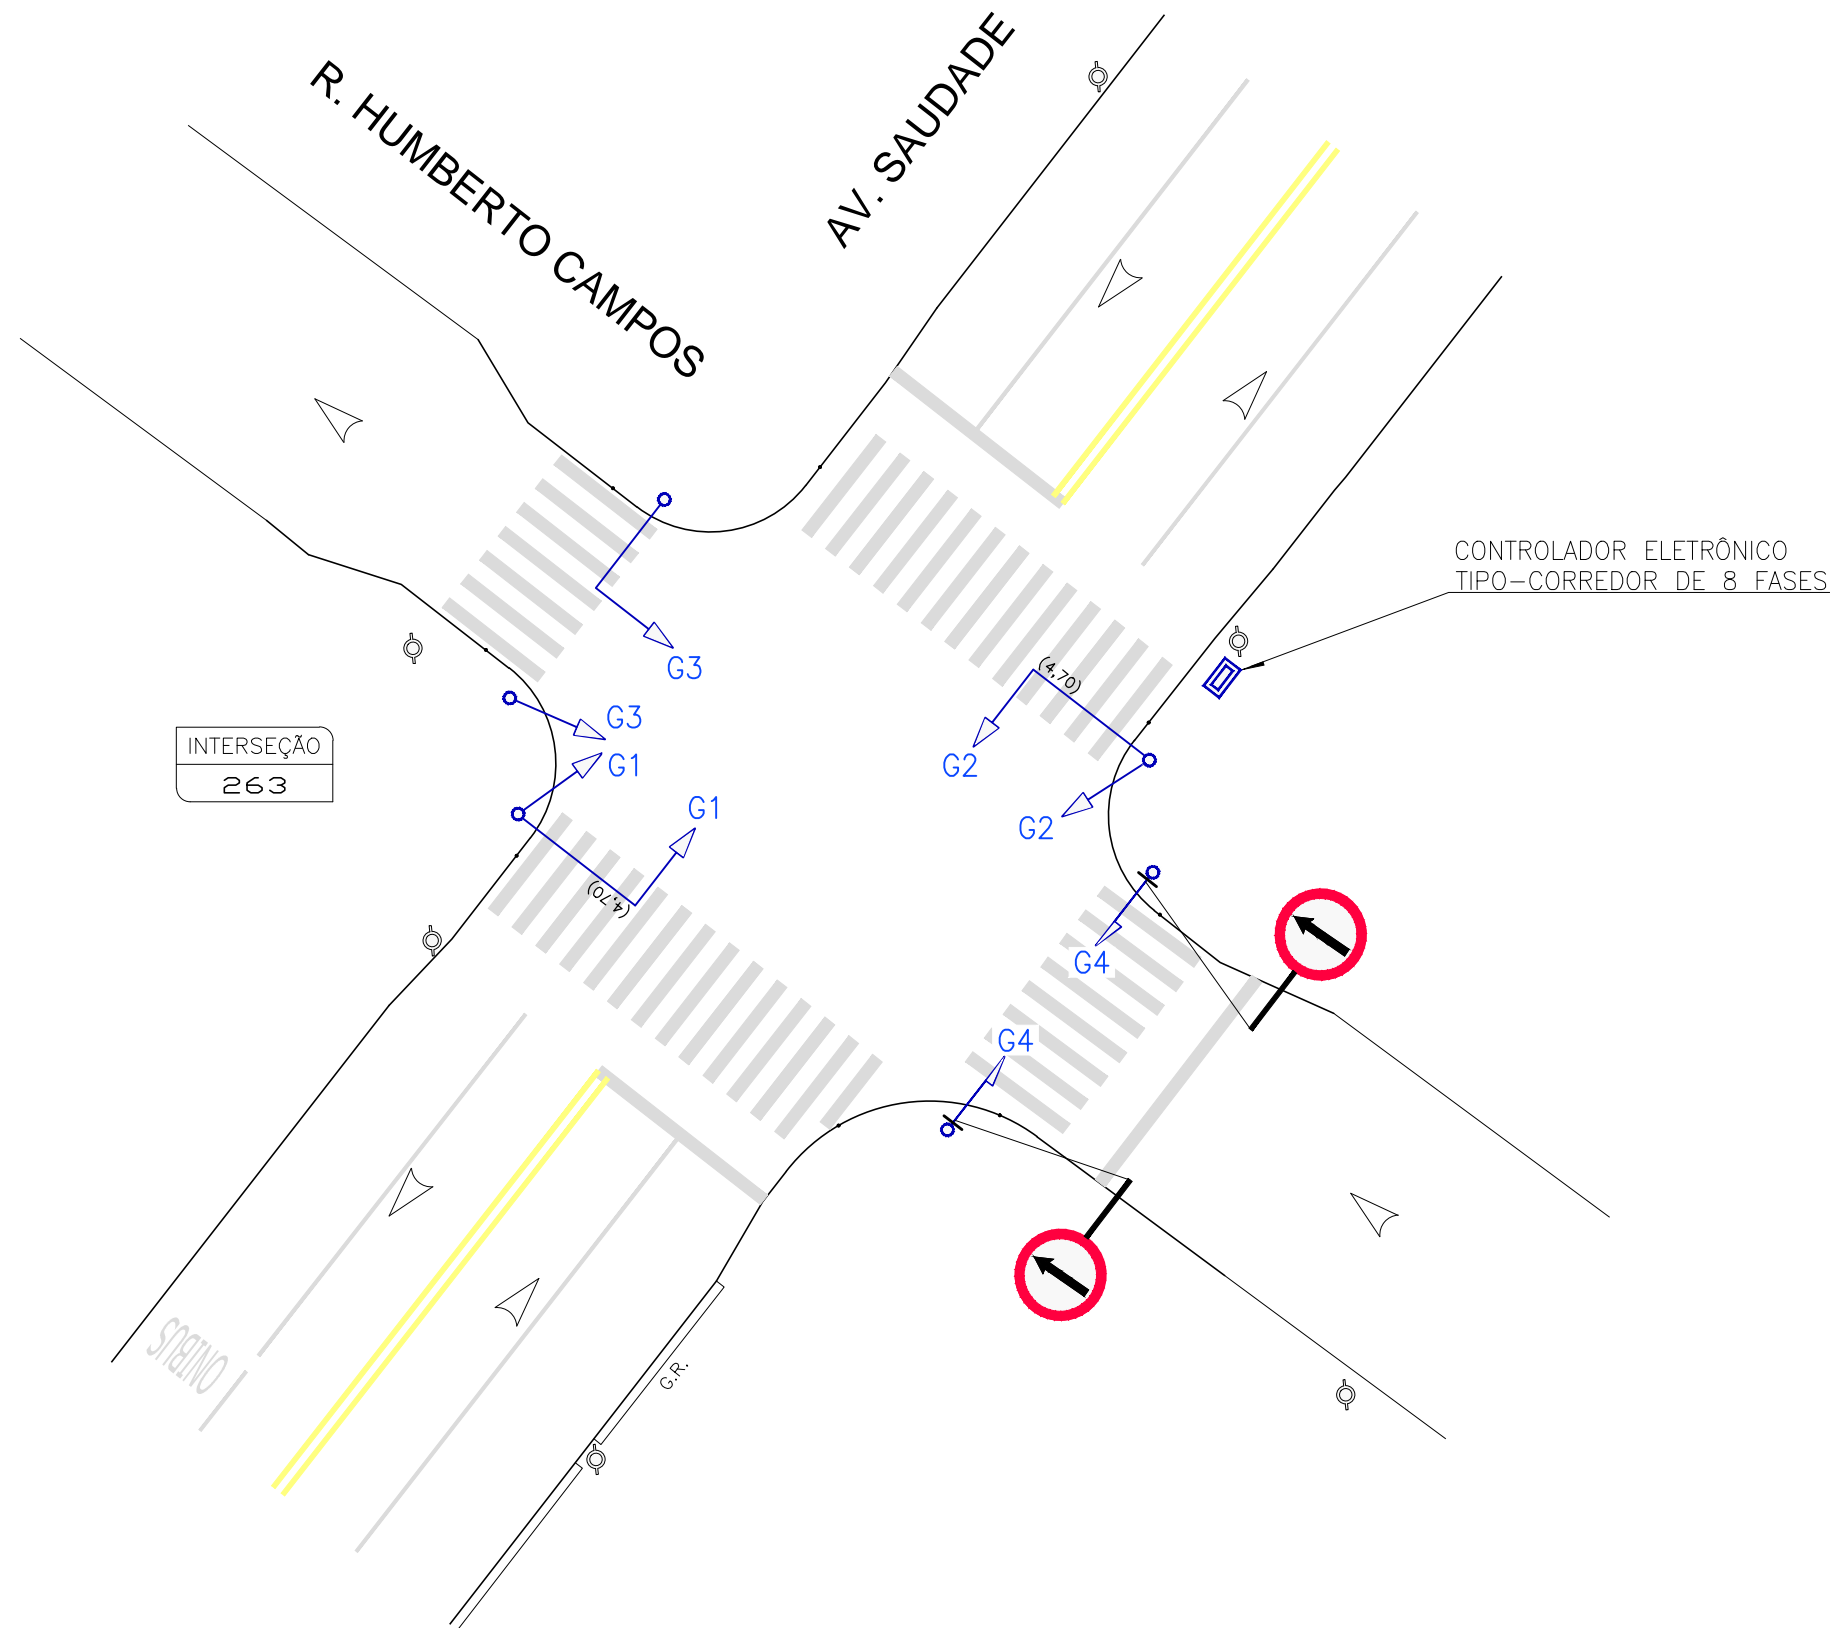 R. HUMBERTO CAMPOS
AV. SAUDADE
CONTROLADOR ELETRÔNICO
TIPO-CORREDOR DE 8 FASES
G3
(4,70)
G3
G1
G2
INTERSEÇÃO
263
G1
G2
(4,70)
G4
G4
ONIBUS
G.R.